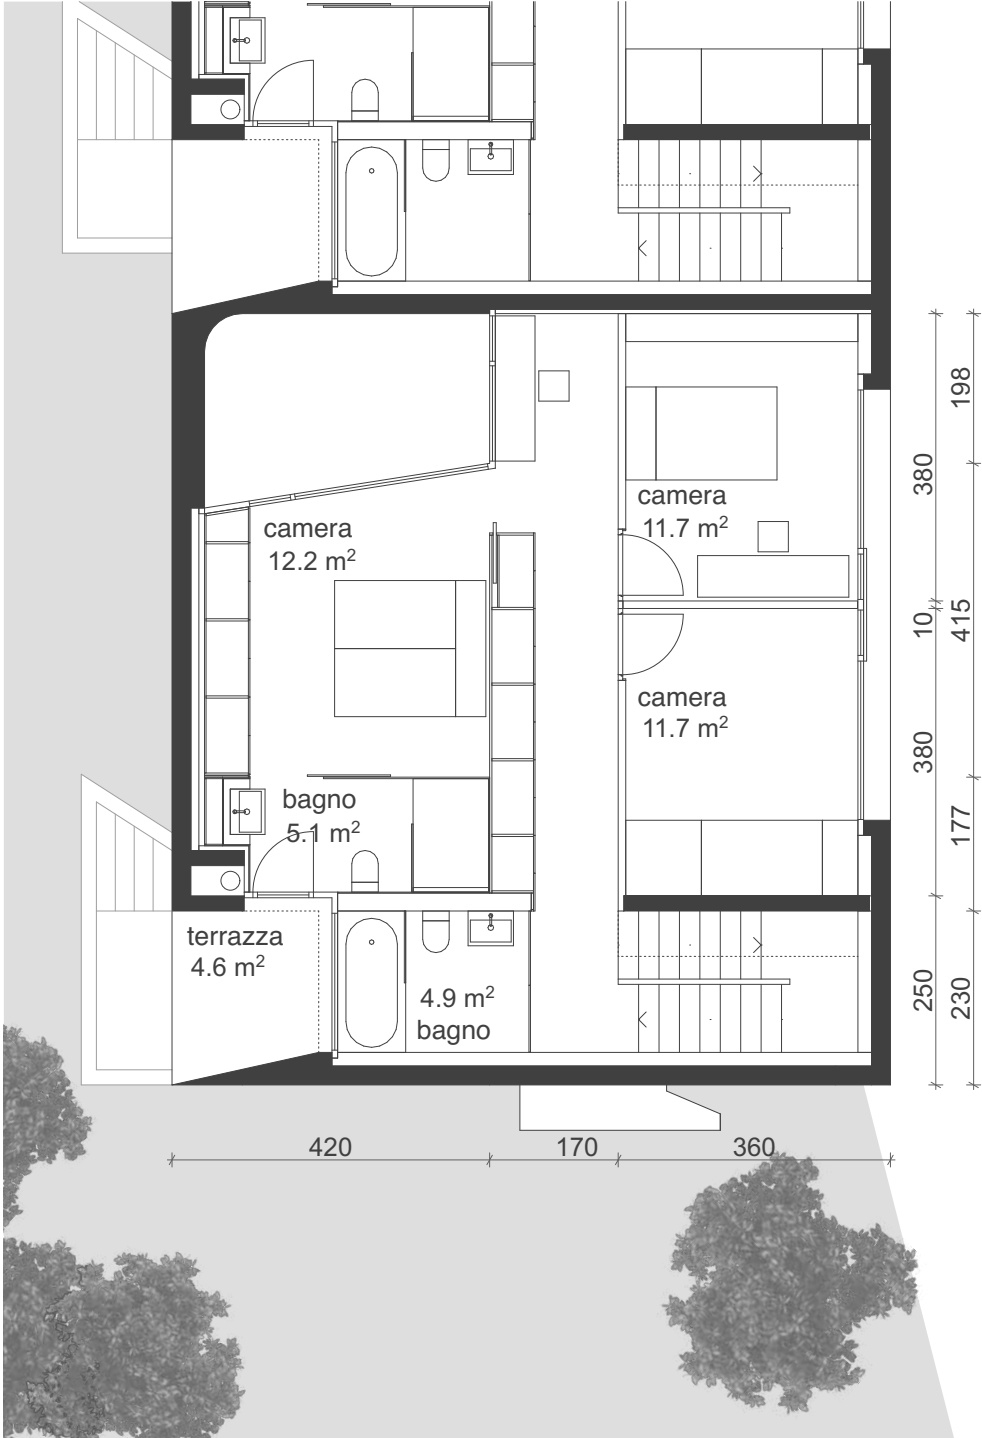 198
380
camera
11.7 m²
camera
12.2 m²
10
415
camera
11.7 m²
380
bagno
5.1 m²
177
terrazza
4.6 m²
4.9 m²
bagno
250
230
420
170
360